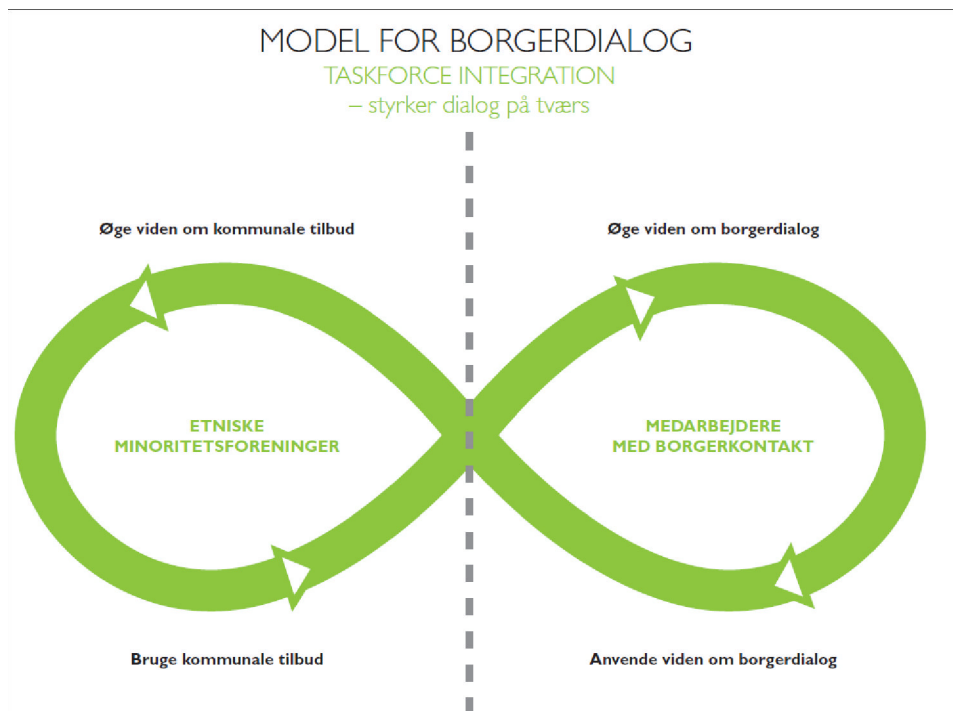 MODEL FOR BORGERDIALOG
TASKFORCE INTEGRATION
– styrker dialog på tværs
Øge viden om kommunale tilbud
Øge viden om borgerdialog
ETNISKE
MINORITETSFORENINGER
MEDARBEJDERE
MED BORGERKONTAKT
Bruge kommunale tilbud
Anvende viden om borgerdialog